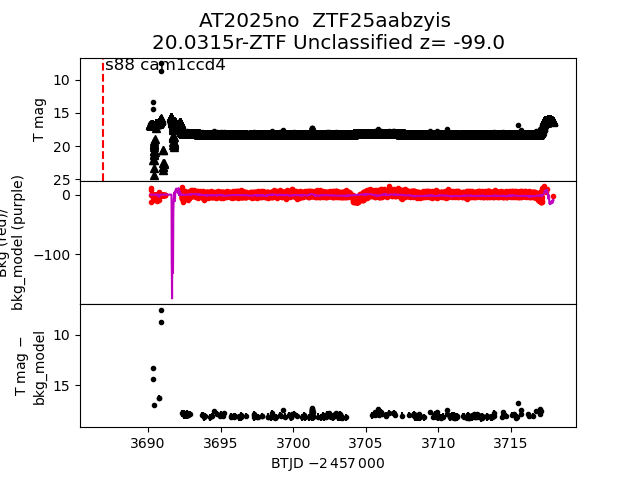 AT2025no  ZTF25aabzyis
20.0315r-ZTF Unclassified z= -99.0
s88 cam1ccd4
10
15
20
25
T mag
0
−100
Bkg (red)/
bkg_model (purple)
10
15
T mag −
bkg_model
3690 3695 3700 3705 3710 3715
BTJD −2 457 000